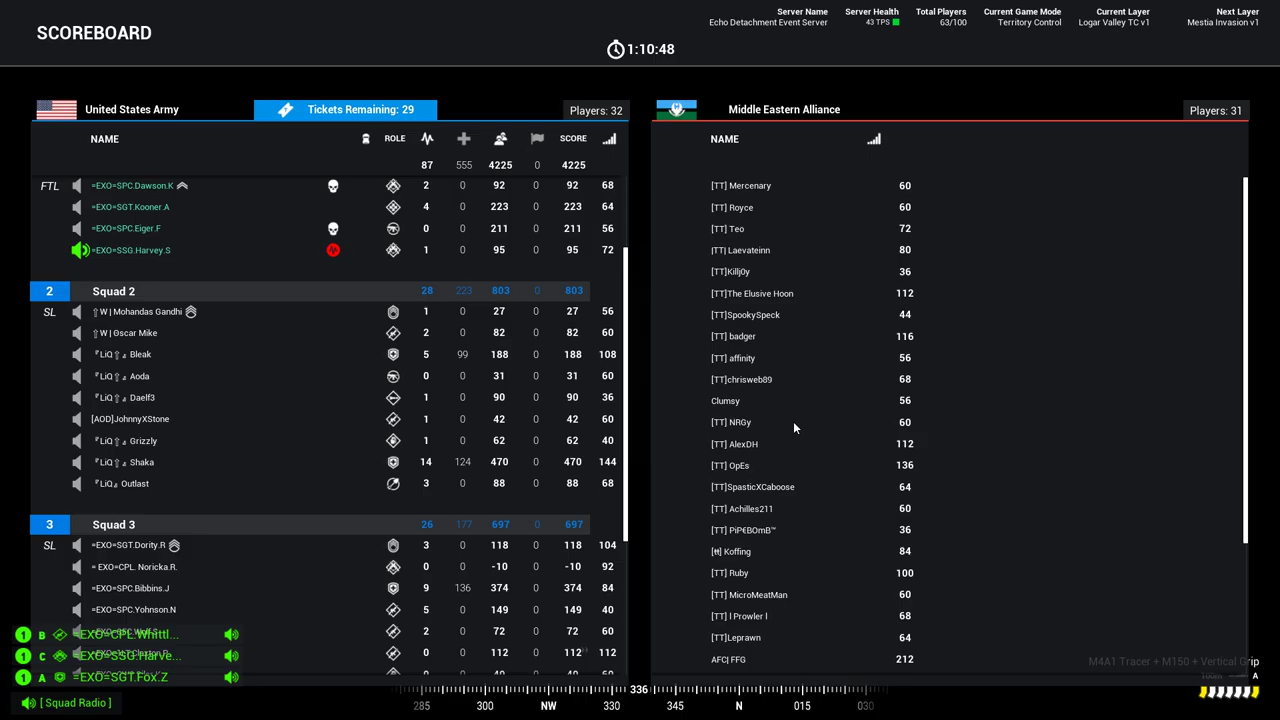 SCOREBOARD
Server Name Server Health Total Players Current Game Mode Current Layer Next Layer
Echo Detachment Event Server 43 TPS 63/100 Territory Control Logar Valley TC v1 Mestia Invasion v1
1:10:48
United States Army Tickets Remaining: 29 Players: 32
NAME ROLE SCORE
87 555 4225 0 4225
FTL =EXO=SPC.Dawson.K 2 0 92 0 92 68
=EXO=SGT.Kooner.A 4 0 223 0 223 64
=EXO=SPC.Eiger.F 0 0 211 0 211 56
=EXO=SSG.Harvey.S 1 0 95 0 95 72
2 Squad 2 28 223 803 0 803
SL ⇧W | Mohandas Gandhi 1 0 27 0 27 56
⇧W | Oscar Mike 2 0 82 0 82 60
Bleak 5 99 188 0 188 108
Aoda 0 0 31 0 31 60
Daelf3 1 0 90 0 90 36
[AOD]JohnnyXStone 1 0 42 0 42 60
Grizzly 1 0 62 0 62 40
Shaka 14 124 470 0 470 144
Outlast 3 0 88 0 88 68
3 Squad 3 26 177 697 0 697
SL =EXO=SGT.Dority.R 3 0 118 0 118 104
= EXO=CPL. Noricka.R. 0 0 -10 0 -10 92
=EXO=SPC.Bibbins.J 9 136 374 0 374 84
=EXO=SPC.Yohnson.N 5 0 149 0 149 40
2 0 72 0 72 60
0 0 112 0 112 112
1 B =EXO=CPL.Whittl...
1 C =EXO=SSG.Harve...
1 A =EXO=SGT.Fox.Z
[ Squad Radio ]
Middle Eastern Alliance Players: 31
NAME
[TT] Mercenary 60
[TT] Royce 60
[TT] Teo 72
[TT| Laevateinn 80
[TT]Killj0y 36
[TT]The Elusive Hoon 112
[TT]SpookySpeck 44
[TT] badger 116
[TT] affinity 56
[TT]chrisweb89 68
Clumsy 56
[TT] NRGy 60
[TT] AlexDH 112
[TT] OpEs 136
[TT]SpasticXCaboose 64
[TT] Achilles211 60
[TT] PiP€BOmB™ 36
Koffing 84
[TT] Ruby 100
[TT] MicroMeatMan 60
[TT] l Prowler l 68
[TT]Leprawn 64
AFC| FFG 212
M4A1 Tracer + M150 + Vertical Grip
100m A
285 300 NW 330 336 345 N 015 030